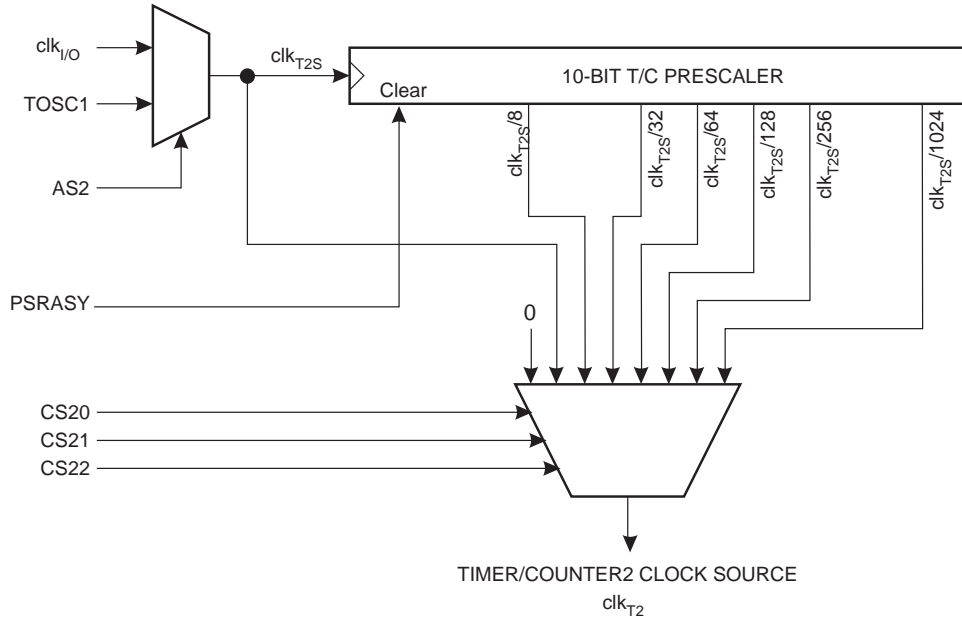 clkI/O
TOSC1
AS2
PSRASY
CS20
CS21
CS22
clkT2S
10-BIT T/C PRESCALER
Clear
clkT2S/8
clkT2S/32
clkT2S/64
clkT2S/128
clkT2S/256
clkT2S/1024
0
TIMER/COUNTER2 CLOCK SOURCE
clkT2